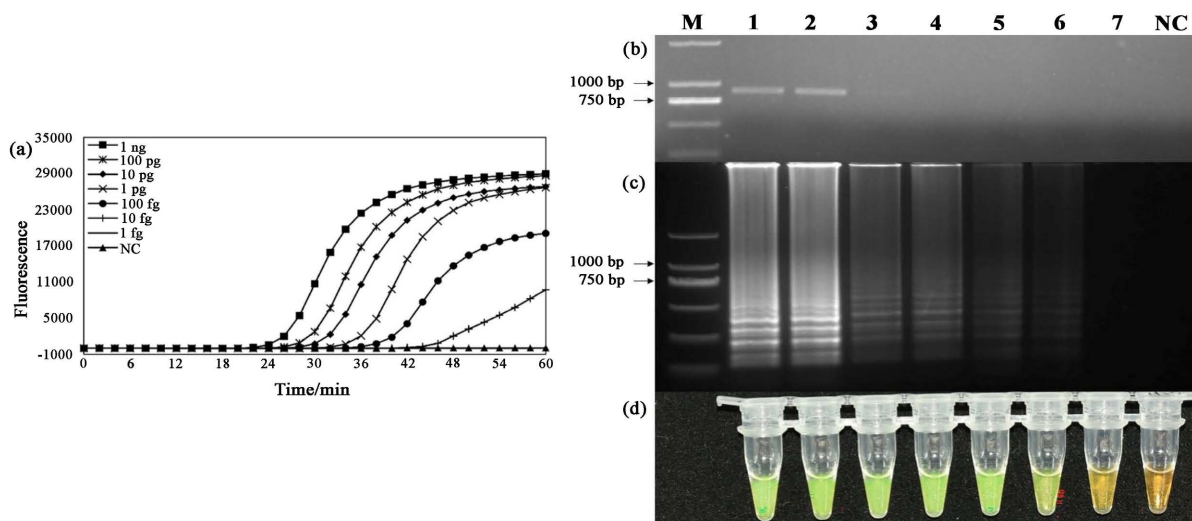 (a)
35000
29000
23000
17000
11000
5000
-1000
Fluorescence
1 ng
100 pg
10 pg
1 pg
100 fg
10 fg
1 fg
NC
0 6 12 18 24 30 36 42 48 54 60
Time/min
M 1 2 3 4 5 6 7 NC
(b)
1000 bp
750 bp
(c)
1000 bp
750 bp
(d)